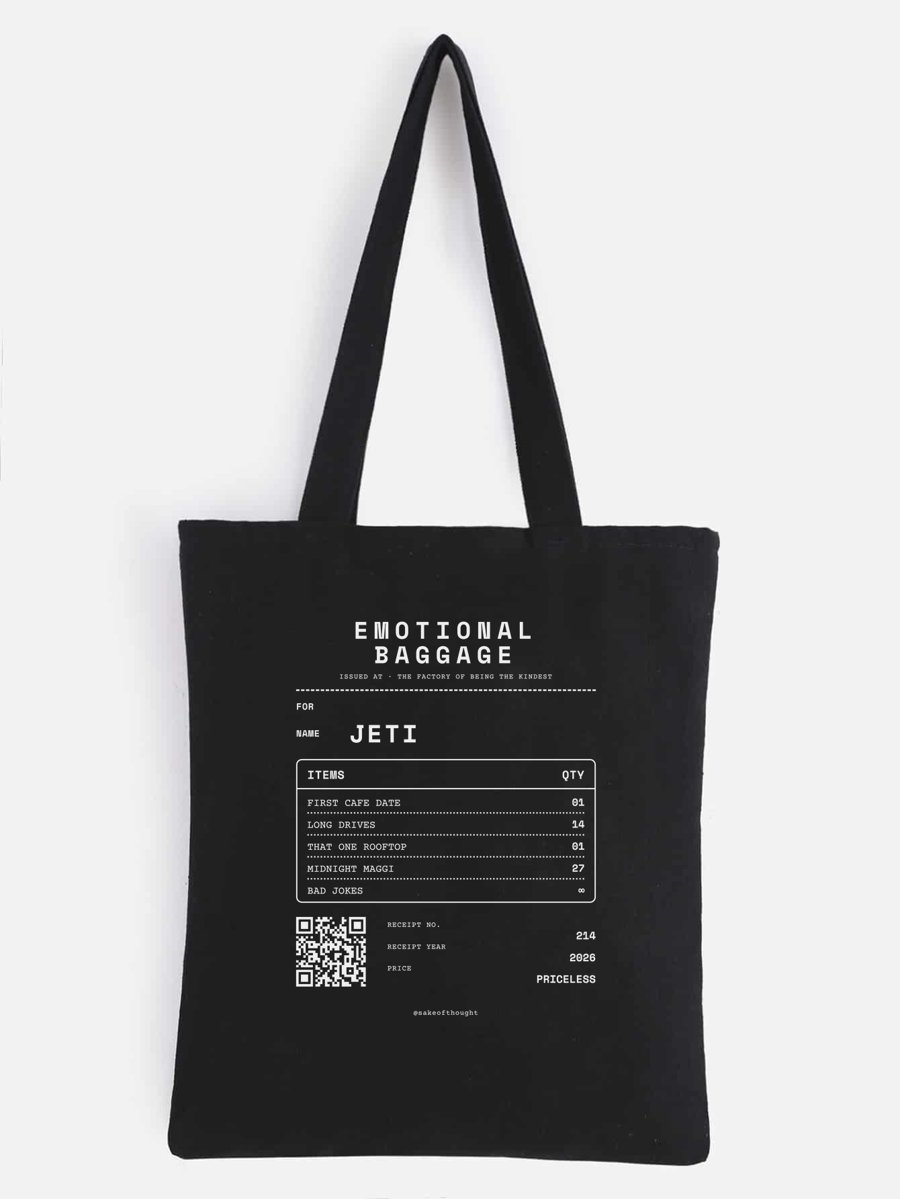 EMOTIONAL
BAGGAGE
ISSUED AT · THE FACTORY OF BEING THE KINDEST
FOR
NAME JETI
ITEMS QTY
FIRST CAFE DATE 01
LONG DRIVES 14
THAT ONE ROOFTOP 01
MIDNIGHT MAGGI 27
BAD JOKES ∞
RECEIPT NO. 214
RECEIPT YEAR 2026
PRICE PRICELESS
@sakeofthought